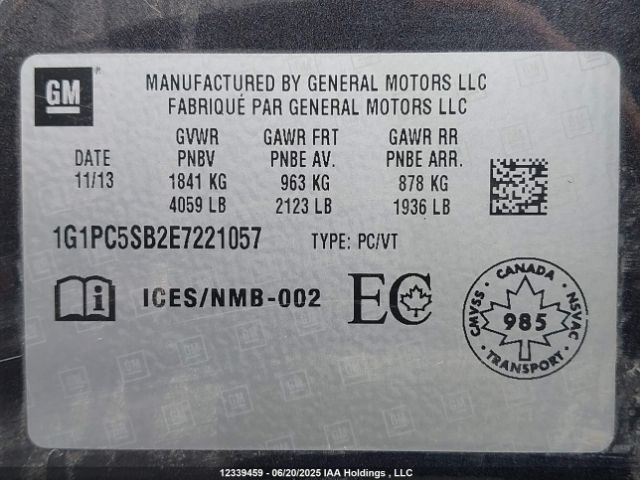 GM
MANUFACTURED BY GENERAL MOTORS LLC
FABRIQUÉ PAR GENERAL MOTORS LLC
DATE
11/13
GVWR
PNBV
1841 KG
4059 LB
GAWR FRT
PNBE AV.
963 KG
2123 LB
GAWR RR
PNBE ARR.
878 KG
1936 LB
1G1PC5SB2E7221057 TYPE: PC/VT
ICES/NMB-002
EC
CANADA
CMVSS
985
NSVAC
TRANSPORT
12339459 - 06/20/2025 IAA Holdings , LLC